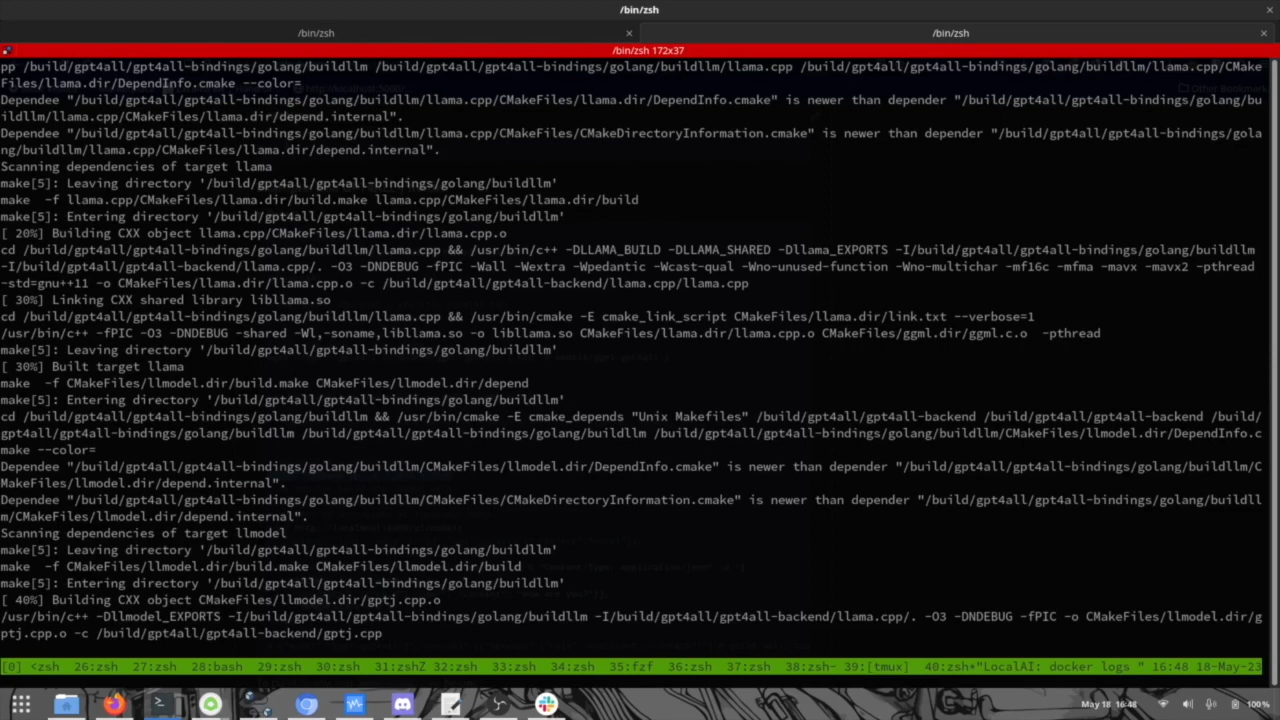 /bin/zsh
/bin/zsh
/bin/zsh
/bin/zsh 172x37
pp /build/gpt4all/gpt4all-bindings/golang/buildllm /build/gpt4all/gpt4all-bindings/golang/buildllm/llama.cpp /build/gpt4all/gpt4all-bindings/golang/buildllm/llama.cpp/CMake
Files/llama.dir/DependInfo.cmake --color=
Dependee "/build/gpt4all/gpt4all-bindings/golang/buildllm/llama.cpp/CMakeFiles/llama.dir/DependInfo.cmake" is newer than depender "/build/gpt4all/gpt4all-bindings/golang/bu
ildllm/llama.cpp/CMakeFiles/llama.dir/depend.internal".
Dependee "/build/gpt4all/gpt4all-bindings/golang/buildllm/llama.cpp/CMakeFiles/CMakeDirectoryInformation.cmake" is newer than depender "/build/gpt4all/gpt4all-bindings/gola
ng/buildllm/llama.cpp/CMakeFiles/llama.dir/depend.internal".
Scanning dependencies of target llama
make[5]: Leaving directory '/build/gpt4all/gpt4all-bindings/golang/buildllm'
make  -f llama.cpp/CMakeFiles/llama.dir/build.make llama.cpp/CMakeFiles/llama.dir/build
make[5]: Entering directory '/build/gpt4all/gpt4all-bindings/golang/buildllm'
[ 20%] Building CXX object llama.cpp/CMakeFiles/llama.dir/llama.cpp.o
cd /build/gpt4all/gpt4all-bindings/golang/buildllm/llama.cpp && /usr/bin/c++ -DLLAMA_BUILD -DLLAMA_SHARED -Dllama_EXPORTS -I/build/gpt4all/gpt4all-bindings/golang/buildllm
-I/build/gpt4all/gpt4all-backend/llama.cpp/. -O3 -DNDEBUG -fPIC -Wall -Wextra -Wpedantic -Wcast-qual -Wno-unused-function -Wno-multichar -mf16c -mfma -mavx -mavx2 -pthread
-std=gnu++11 -o CMakeFiles/llama.dir/llama.cpp.o -c /build/gpt4all/gpt4all-backend/llama.cpp/llama.cpp
[ 30%] Linking CXX shared library libllama.so
cd /build/gpt4all/gpt4all-bindings/golang/buildllm/llama.cpp && /usr/bin/cmake -E cmake_link_script CMakeFiles/llama.dir/link.txt --verbose=1
/usr/bin/c++ -fPIC -O3 -DNDEBUG -shared -Wl,-soname,libllama.so -o libllama.so CMakeFiles/llama.dir/llama.cpp.o CMakeFiles/ggml.dir/ggml.c.o  -pthread
make[5]: Leaving directory '/build/gpt4all/gpt4all-bindings/golang/buildllm'
[ 30%] Built target llama
make  -f CMakeFiles/llmodel.dir/build.make CMakeFiles/llmodel.dir/depend
make[5]: Entering directory '/build/gpt4all/gpt4all-bindings/golang/buildllm'
cd /build/gpt4all/gpt4all-bindings/golang/buildllm && /usr/bin/cmake -E cmake_depends "Unix Makefiles" /build/gpt4all/gpt4all-backend /build/gpt4all/gpt4all-backend /build/
gpt4all/gpt4all-bindings/golang/buildllm /build/gpt4all/gpt4all-bindings/golang/buildllm /build/gpt4all/gpt4all-bindings/golang/buildllm/CMakeFiles/llmodel.dir/DependInfo.c
make --color=
Dependee "/build/gpt4all/gpt4all-bindings/golang/buildllm/CMakeFiles/llmodel.dir/DependInfo.cmake" is newer than depender "/build/gpt4all/gpt4all-bindings/golang/buildllm/C
MakeFiles/llmodel.dir/depend.internal".
Dependee "/build/gpt4all/gpt4all-bindings/golang/buildllm/CMakeFiles/CMakeDirectoryInformation.cmake" is newer than depender "/build/gpt4all/gpt4all-bindings/golang/buildll
m/CMakeFiles/llmodel.dir/depend.internal".
Scanning dependencies of target llmodel
make[5]: Leaving directory '/build/gpt4all/gpt4all-bindings/golang/buildllm'
make  -f CMakeFiles/llmodel.dir/build.make CMakeFiles/llmodel.dir/build
make[5]: Entering directory '/build/gpt4all/gpt4all-bindings/golang/buildllm'
[ 40%] Building CXX object CMakeFiles/llmodel.dir/gptj.cpp.o
/usr/bin/c++ -Dllmodel_EXPORTS -I/build/gpt4all/gpt4all-bindings/golang/buildllm -I/build/gpt4all/gpt4all-backend/llama.cpp/. -O3 -DNDEBUG -fPIC -o CMakeFiles/llmodel.dir/g
ptj.cpp.o -c /build/gpt4all/gpt4all-backend/gptj.cpp
[0] <zsh  26:zsh  27:zsh  28:bash  29:zsh  30:zsh  31:zshZ 32:zsh  33:zsh  34:zsh  35:fzf  36:zsh  37:zsh  38:zsh- 39:[tmux]  40:zsh*"LocalAI: docker logs " 16:48 18-May-23
May 18  16:48
100%